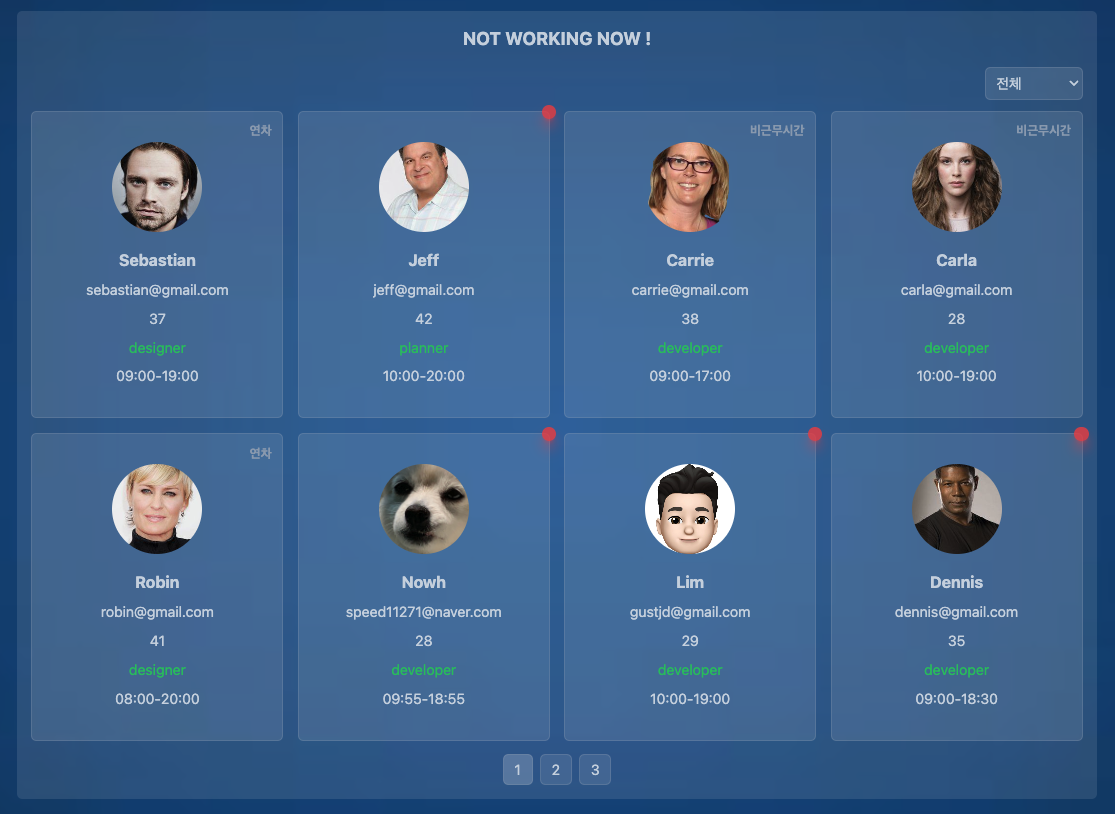 NOT WORKING NOW !
전체
연차
Sebastian
sebastian@gmail.com
37
designer
09:00-19:00
Jeff
jeff@gmail.com
42
planner
10:00-20:00
비근무시간
Carrie
carrie@gmail.com
38
developer
09:00-17:00
비근무시간
Carla
carla@gmail.com
28
developer
10:00-19:00
연차
Robin
robin@gmail.com
41
designer
08:00-20:00
Nowh
speed11271@naver.com
28
developer
09:55-18:55
Lim
gustjd@gmail.com
29
developer
10:00-19:00
Dennis
dennis@gmail.com
35
developer
09:00-18:30
1 2 3